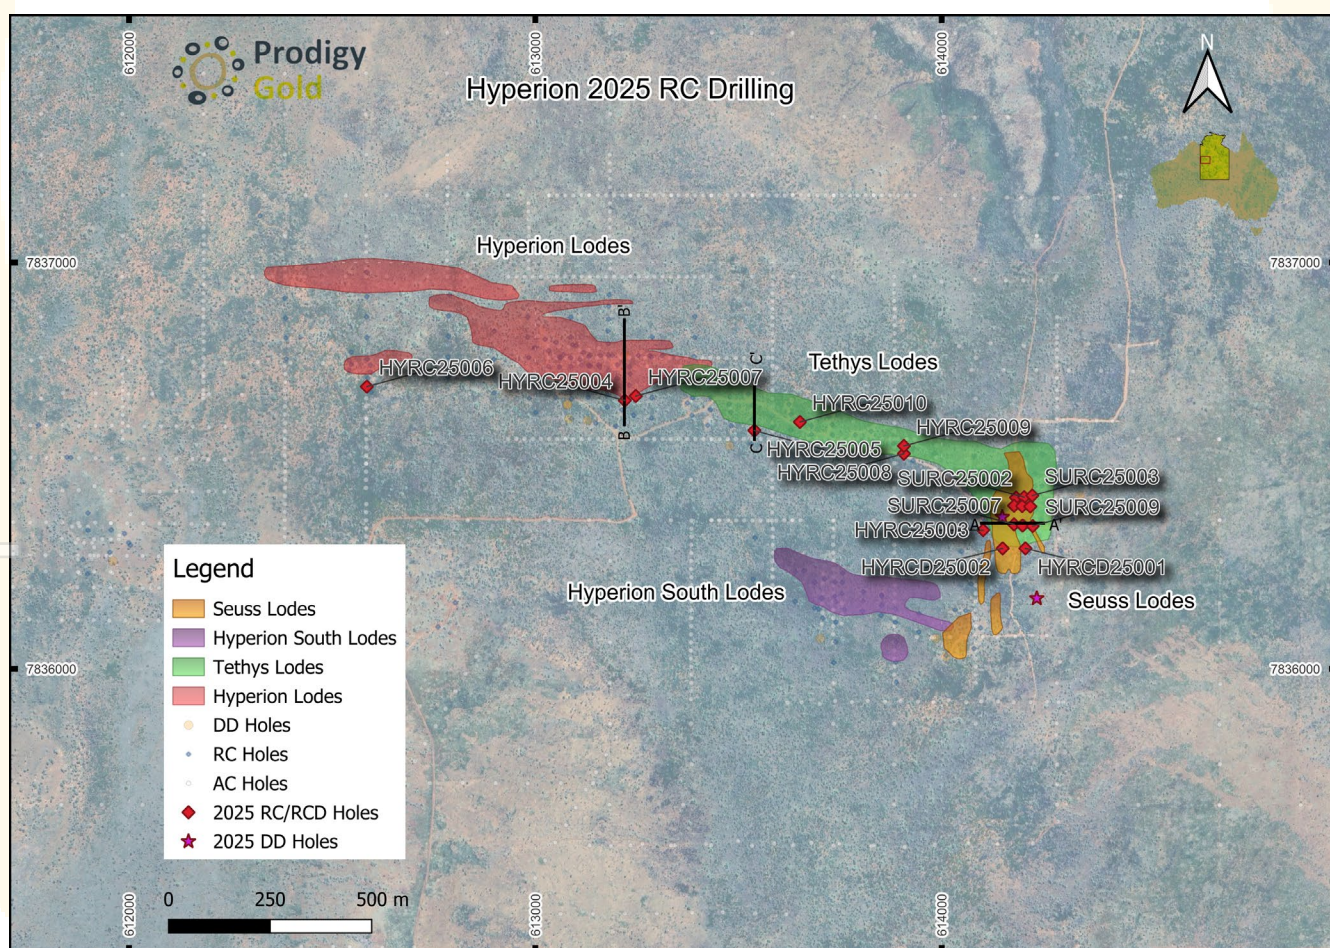 612000
613000
614000
Prodigy
Gold
Hyperion 2025 RC Drilling
N
Hyperion Lodes
7837000
7837000
B'
Tethys Lodes
C'
HYRC25006
HYRC25004
HYRC25007
HYRC25010
B
C
HYRC25005
HYRC25009
HYRC25008
SURC25002
SURC25003
SURC25007
SURC25009
A
A'
HYRC25003
HYRCD25002
HYRCD25001
Hyperion South Lodes
Seuss Lodes
7836000
7836000
Legend
Seuss Lodes
Hyperion South Lodes
Tethys Lodes
Hyperion Lodes
DD Holes
RC Holes
AC Holes
2025 RC/RCD Holes
2025 DD Holes
0 250 500 m
612000
613000
614000